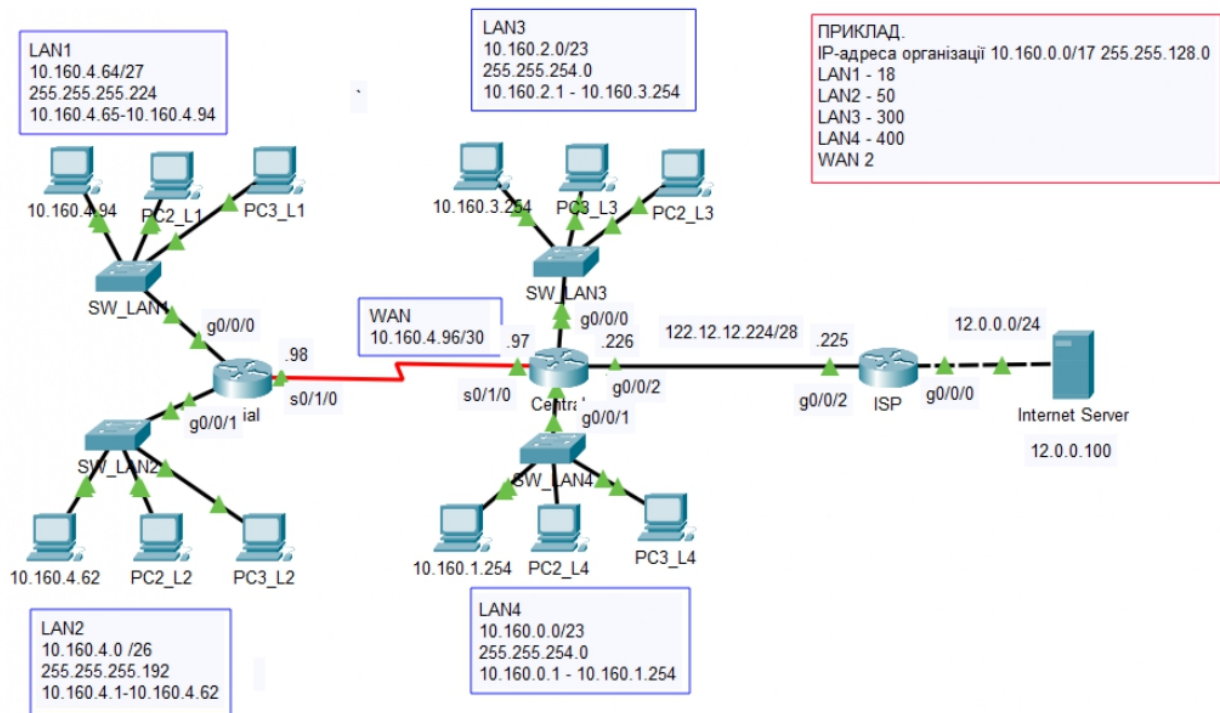 LAN1
10.160.4.64/27
255.255.255.224
10.160.4.65-10.160.4.94
LAN3
10.160.2.0/23
255.255.254.0
10.160.2.1 - 10.160.3.254
ПРИКЛАД.
IP-адреса організації 10.160.0.0/17 255.255.128.0
LAN1 - 18
LAN2 - 50
LAN3 - 300
LAN4 - 400
WAN 2
10.160.4.94
PC2_L1
PC3_L1
SW_LAN1
g0/0/0
10.160.3.254
PC3_L3
PC2_L3
SW_LAN3
g0/0/0
WAN
10.160.4.96/30
.98
s0/1/0
ial
g0/0/1
.97
s0/1/0
Central
.226
g0/0/2
g0/0/1
122.12.12.224/28
.225
g0/0/2
ISP
g0/0/0
12.0.0.0/24
Internet Server
12.0.0.100
SW_LAN2
10.160.4.62
PC2_L2
PC3_L2
SW_LAN4
10.160.1.254
PC2_L4
PC3_L4
LAN2
10.160.4.0 /26
255.255.255.192
10.160.4.1-10.160.4.62
LAN4
10.160.0.0/23
255.255.254.0
10.160.0.1 - 10.160.1.254